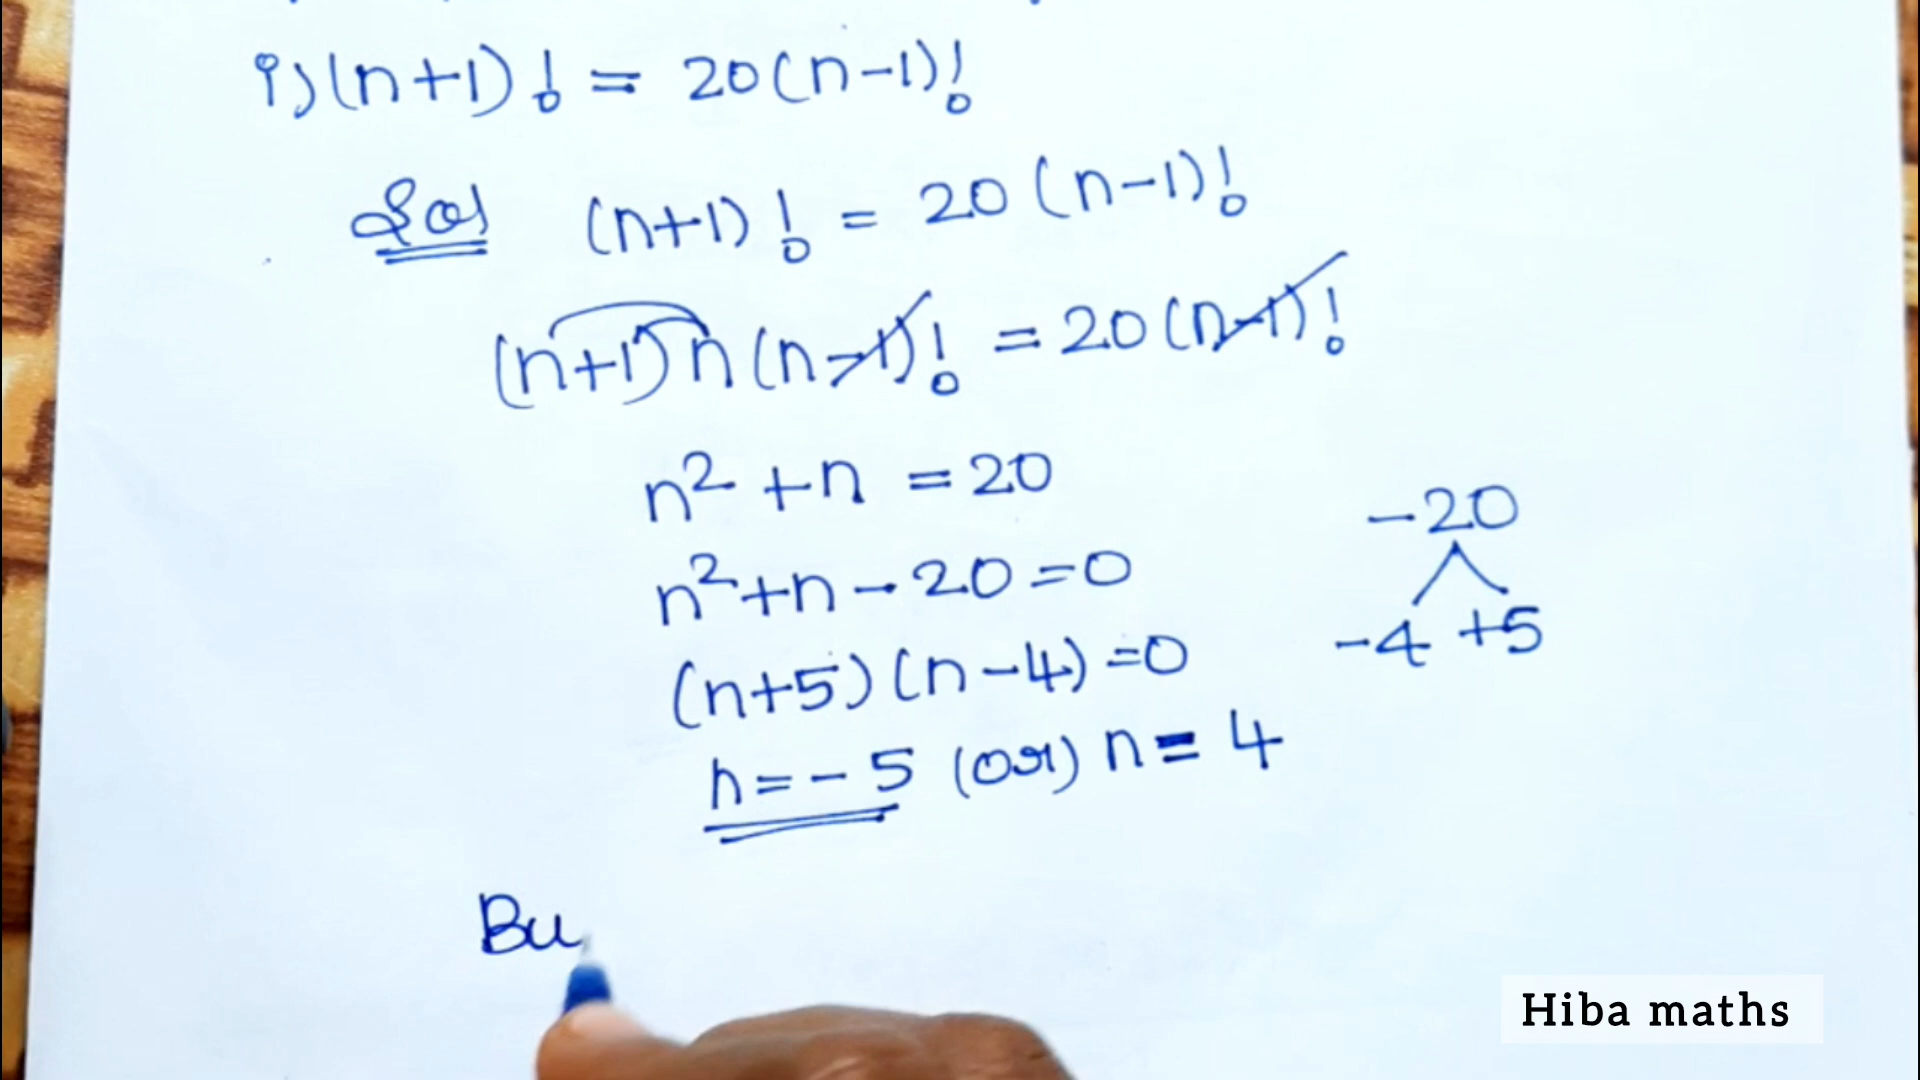 i) (n+1)! = 20(n-1)!
Sol (n+1)! = 20(n-1)!
(n+1)n(n-1)! = 20(n-1)!
n² + n = 20
n² + n - 20 = 0
(n+5)(n-4) = 0
n = -5 (or) n = 4
-20
-4 +5
Bu
Hiba maths